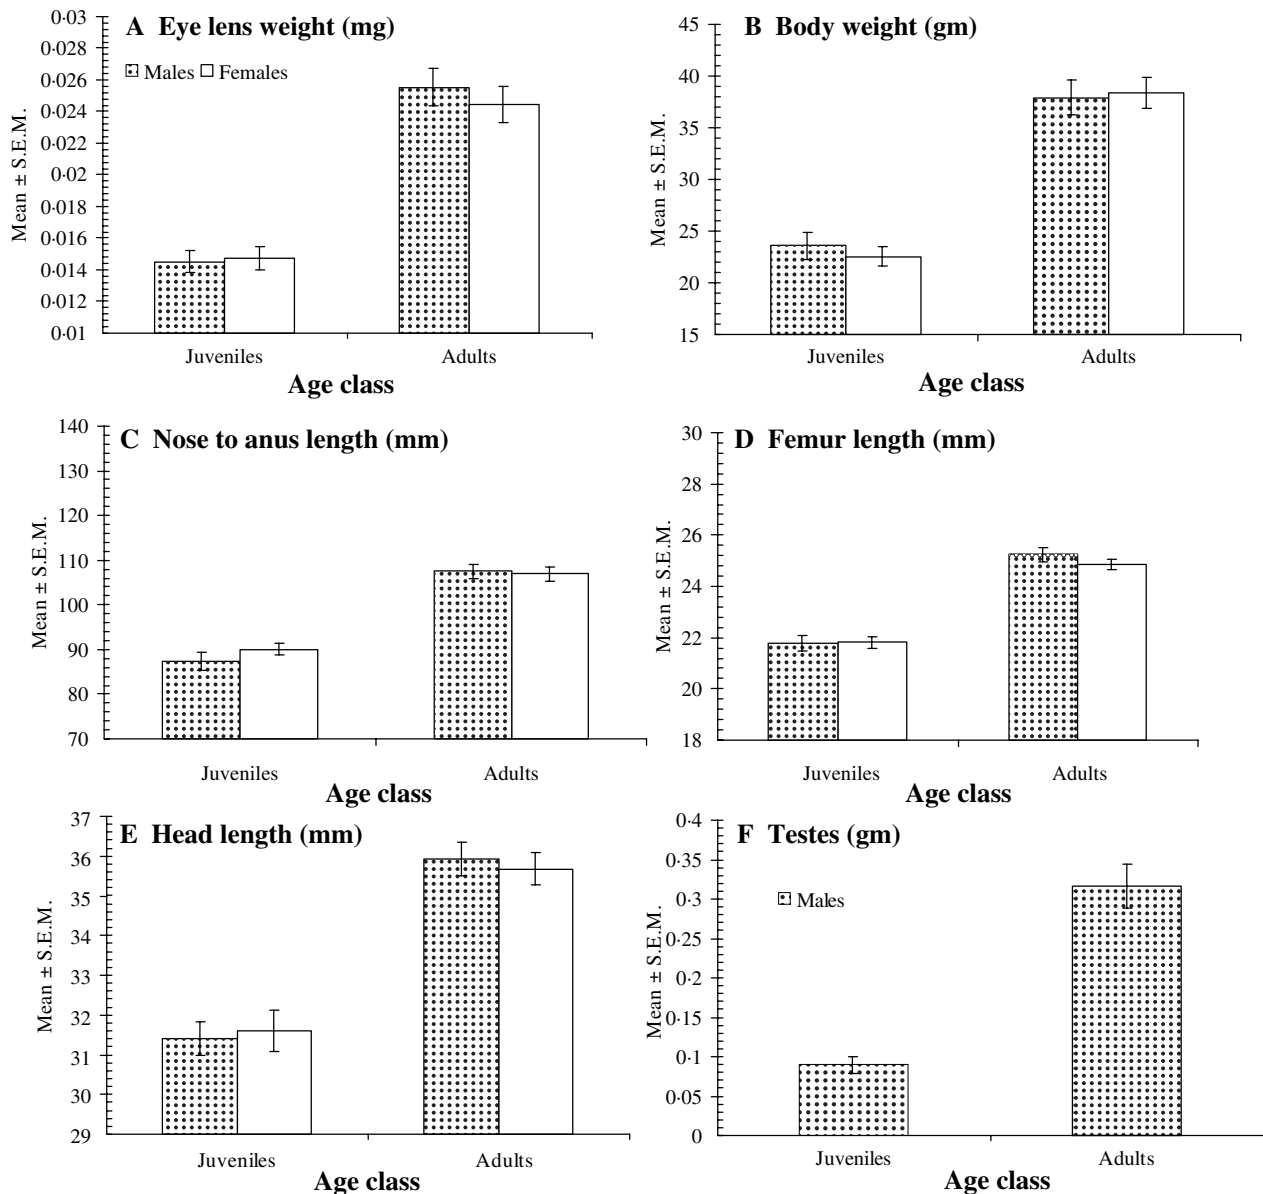 A Eye lens weight (mg)
Males Females
Mean ± S.E.M.
0·03
0·028
0·026
0·024
0·022
0·02
0·018
0·016
0·014
0·012
0·01
Juveniles Adults
Age class
B Body weight (gm)
Mean ± S.E.M.
45
40
35
30
25
20
15
Juveniles Adults
Age class
C Nose to anus length (mm)
Mean ± S.E.M.
140
130
120
110
100
90
80
70
Juveniles Adults
Age class
D Femur length (mm)
Mean ± S.E.M.
30
28
26
24
22
20
18
Juveniles Adults
Age class
E Head length (mm)
Mean ± S.E.M.
37
36
35
34
33
32
31
30
29
Juveniles Adults
Age class
F Testes (gm)
Males
Mean ± S.E.M.
0·4
0·35
0·3
0·25
0·2
0·15
0·1
0·05
0
Juveniles Adults
Age class